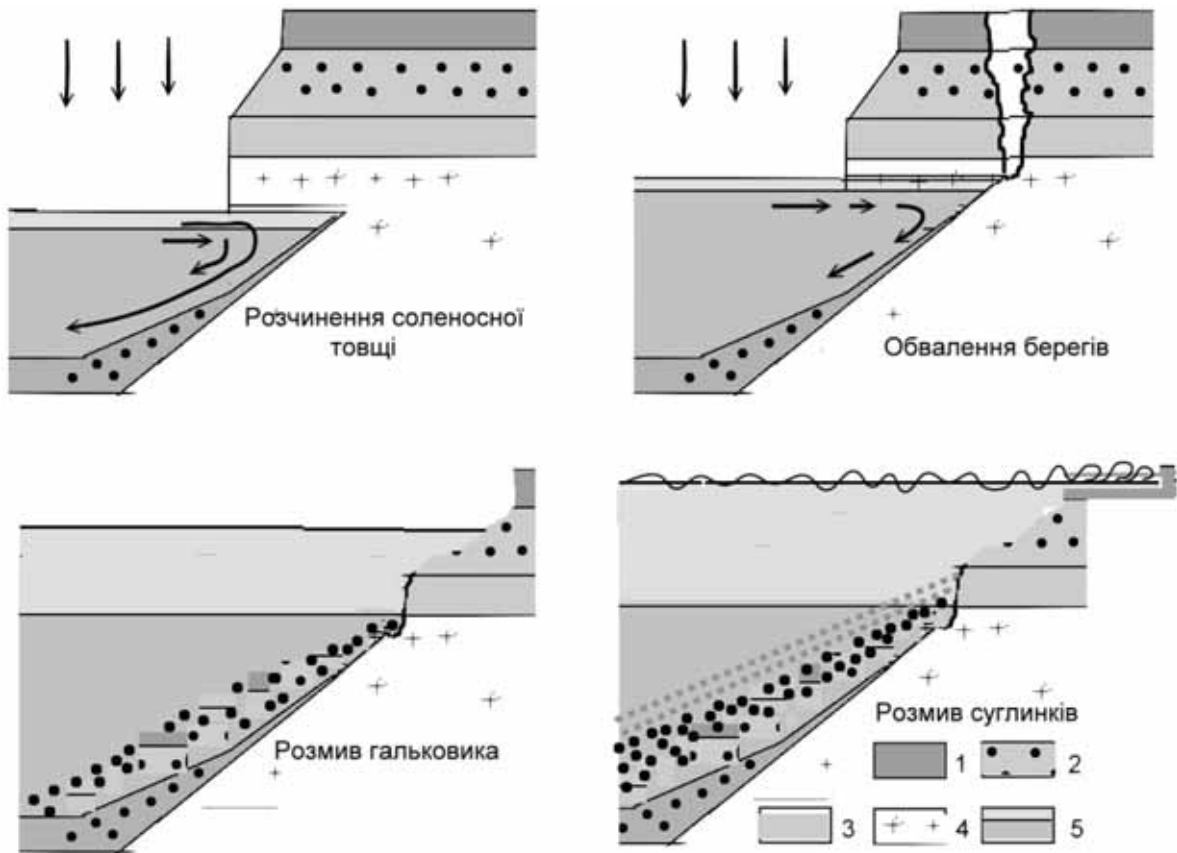 Розчинення соленосної
товщі
Обвалення берегів
Розмив гальковика
Розмив суглинків
1 2
3 4 5